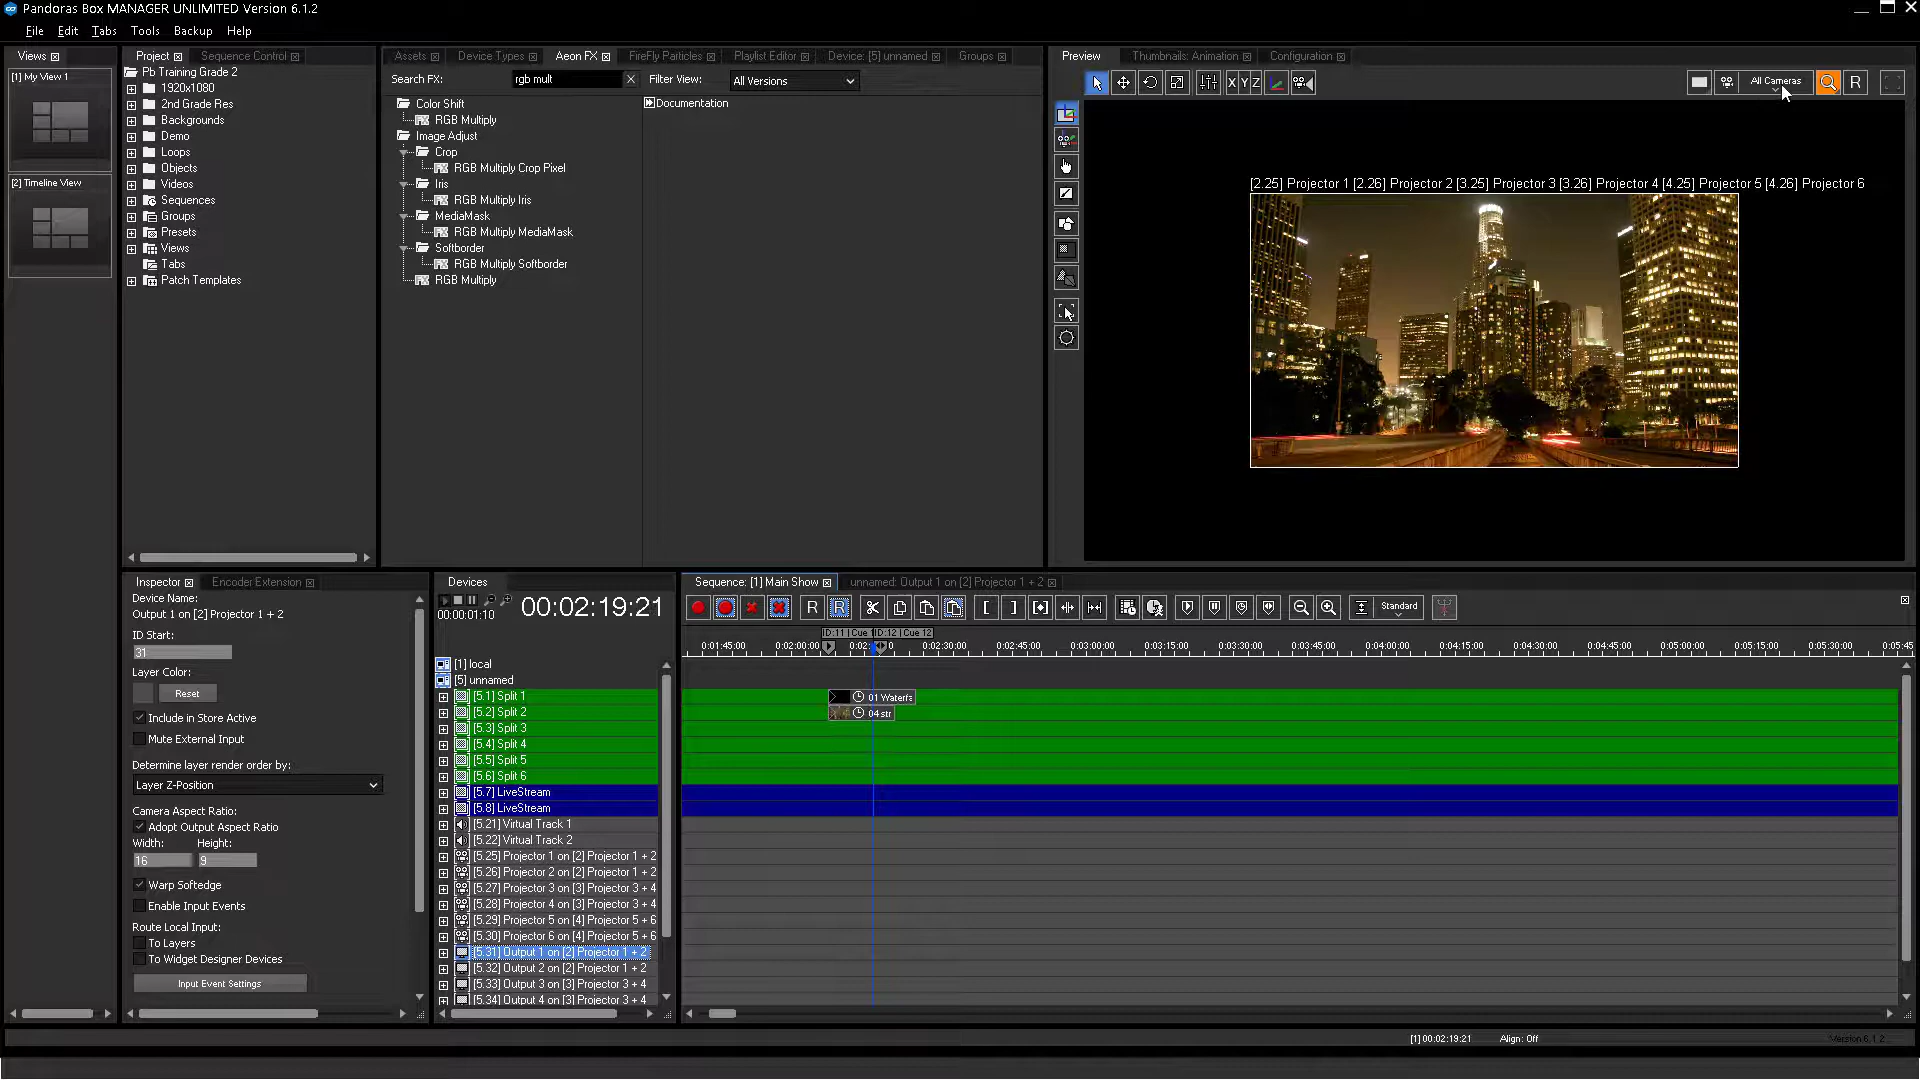 Pandoras Box MANAGER UNLIMITED Version 6.1.2
File Edit Tabs Tools Backup Help
Views
[1] My View 1
[2] Timeline View
Project Sequence Control
Pb Training Grade 2
1920x1080
2nd Grade Res
Backgrounds
Demo
Loops
Objects
Videos
Sequences
Groups
Presets
Views
Tabs
Patch Templates
Assets Device Types Aeon FX FireFly Particles Playlist Editor Device: [5] unnamed Groups
Search FX: rgb mult Filter View: All Versions
Color Shift
RGB Multiply
Image Adjust
Crop
RGB Multiply Crop Pixel
Iris
RGB Multiply Iris
MediaMask
RGB Multiply MediaMask
Softborder
RGB Multiply Softborder
RGB Multiply
Documentation
Preview Thumbnails: Animation Configuration
X Y Z All Cameras R
[2.25] Projector 1 [2.26] Projector 2 [3.25] Projector 3 [3.26] Projector 4 [4.25] Projector 5 [4.26] Projector 6
Inspector Encoder Extension
Device Name:
Output 1 on [2] Projector 1 + 2
ID Start:
31
Layer Color:
Reset
Include in Store Active
Mute External Input
Determine layer render order by:
Layer Z-Position
Camera Aspect Ratio:
Adopt Output Aspect Ratio
Width: Height:
16 9
Warp Softedge
Enable Input Events
Route Local Input:
To Layers
To Widget Designer Devices
Input Event Settings
Devices
00:00:01:10
00:02:19:21
[1] local
[5] unnamed
[5.1] Split 1
[5.2] Split 2
[5.3] Split 3
[5.4] Split 4
[5.5] Split 5
[5.6] Split 6
[5.7] LiveStream
[5.8] LiveStream
[5.21] Virtual Track 1
[5.22] Virtual Track 2
[5.25] Projector 1 on [2] Projector 1 + 2
[5.26] Projector 2 on [2] Projector 1 + 2
[5.27] Projector 3 on [3] Projector 3 + 4
[5.28] Projector 4 on [3] Projector 3 + 4
[5.29] Projector 5 on [4] Projector 5 + 6
[5.30] Projector 6 on [4] Projector 5 + 6
[5.31] Output 1 on [2] Projector 1 + 2
[5.32] Output 2 on [2] Projector 1 + 2
[5.33] Output 3 on [3] Projector 3 + 4
[5.34] Output 4 on [3] Projector 3 + 4
Sequence: [1] Main Show unnamed: Output 1 on [2] Projector 1 + 2
R R Standard
ID:11 | Cue 1 ID:12 | Cue 12
0:01:45:00 0:02:00:00 0:02:30:00 0:02:45:00 0:03:00:00 0:03:15:00 0:03:30:00 0:03:45:00 0:04:00:00 0:04:15:00 0:04:30:00 0:04:45:00 0:05:00:00 0:05:15:00 0:05:30:00 0:05:45
01 Waterfs
04 str
[1] 00:02:19:21 Align: Off Version 6.1.2